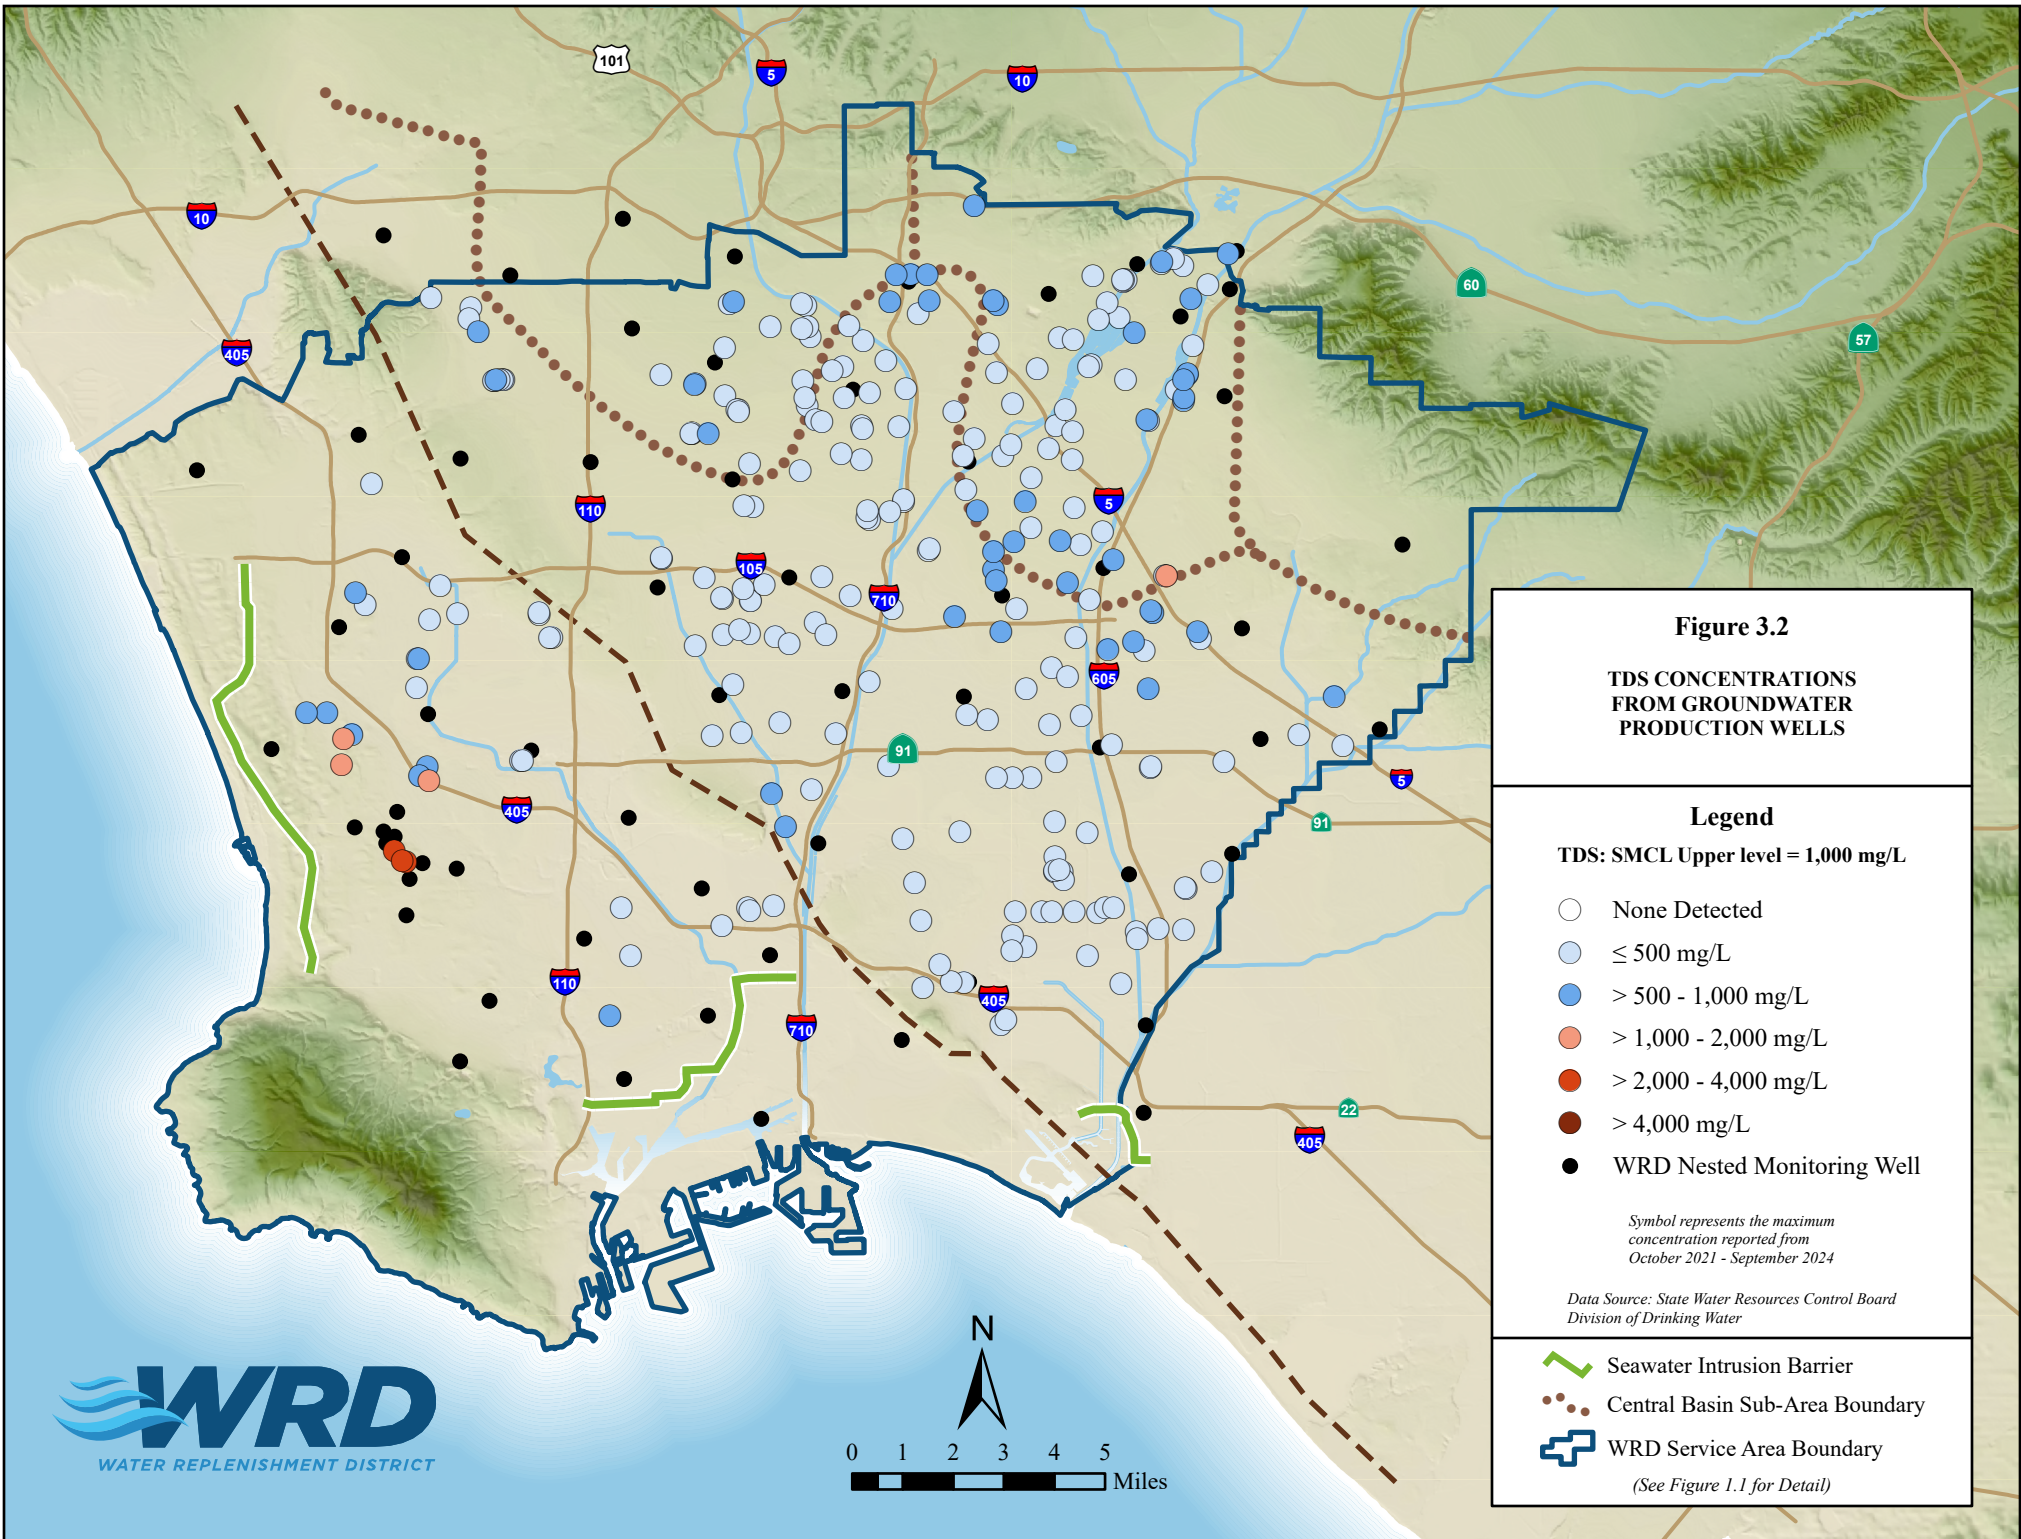 101
5
10
10
60
405
57
110
5
105
710
605
91
5
405
91
110
405
710
22
405
Figure 3.2
TDS CONCENTRATIONS
FROM GROUNDWATER
PRODUCTION WELLS
Legend
TDS: SMCL Upper level = 1,000 mg/L
None Detected
≤ 500 mg/L
> 500 - 1,000 mg/L
> 1,000 - 2,000 mg/L
> 2,000 - 4,000 mg/L
> 4,000 mg/L
WRD Nested Monitoring Well
Symbol represents the maximum
concentration reported from
October 2021 - September 2024
Data Source: State Water Resources Control Board
Division of Drinking Water
Seawater Intrusion Barrier
Central Basin Sub-Area Boundary
WRD Service Area Boundary
(See Figure 1.1 for Detail)
N
0 1 2 3 4 5
Miles
WRD
WATER REPLENISHMENT DISTRICT